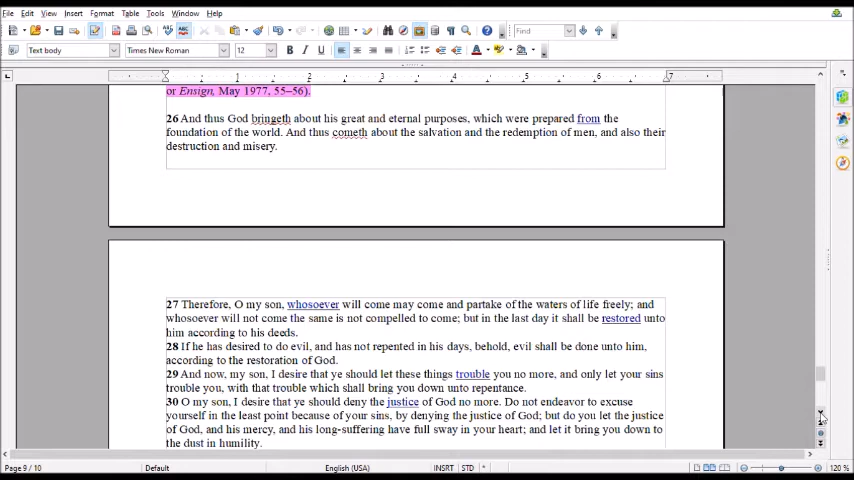 File Edit View Insert Format Table Tools Window Help
Find
Text body Times New Roman 12
1 2 3 4 5 6 7
or Ensign, May 1977, 55–56).
26 And thus God bringeth about his great and eternal purposes, which were prepared from the
foundation of the world. And thus cometh about the salvation and the redemption of men, and also their
destruction and misery.
27 Therefore, O my son, whosoever will come may come and partake of the waters of life freely; and
whosoever will not come the same is not compelled to come; but in the last day it shall be restored unto
him according to his deeds.
28 If he has desired to do evil, and has not repented in his days, behold, evil shall be done unto him,
according to the restoration of God.
29 And now, my son, I desire that ye should let these things trouble you no more, and only let your sins
trouble you, with that trouble which shall bring you down unto repentance.
30 O my son, I desire that ye should deny the justice of God no more. Do not endeavor to excuse
yourself in the least point because of your sins, by denying the justice of God; but do you let the justice
of God, and his mercy, and his long-suffering have full sway in your heart; and let it bring you down to
the dust in humility.
Page 9 / 10 Default English (USA) INSRT STD * 120 %